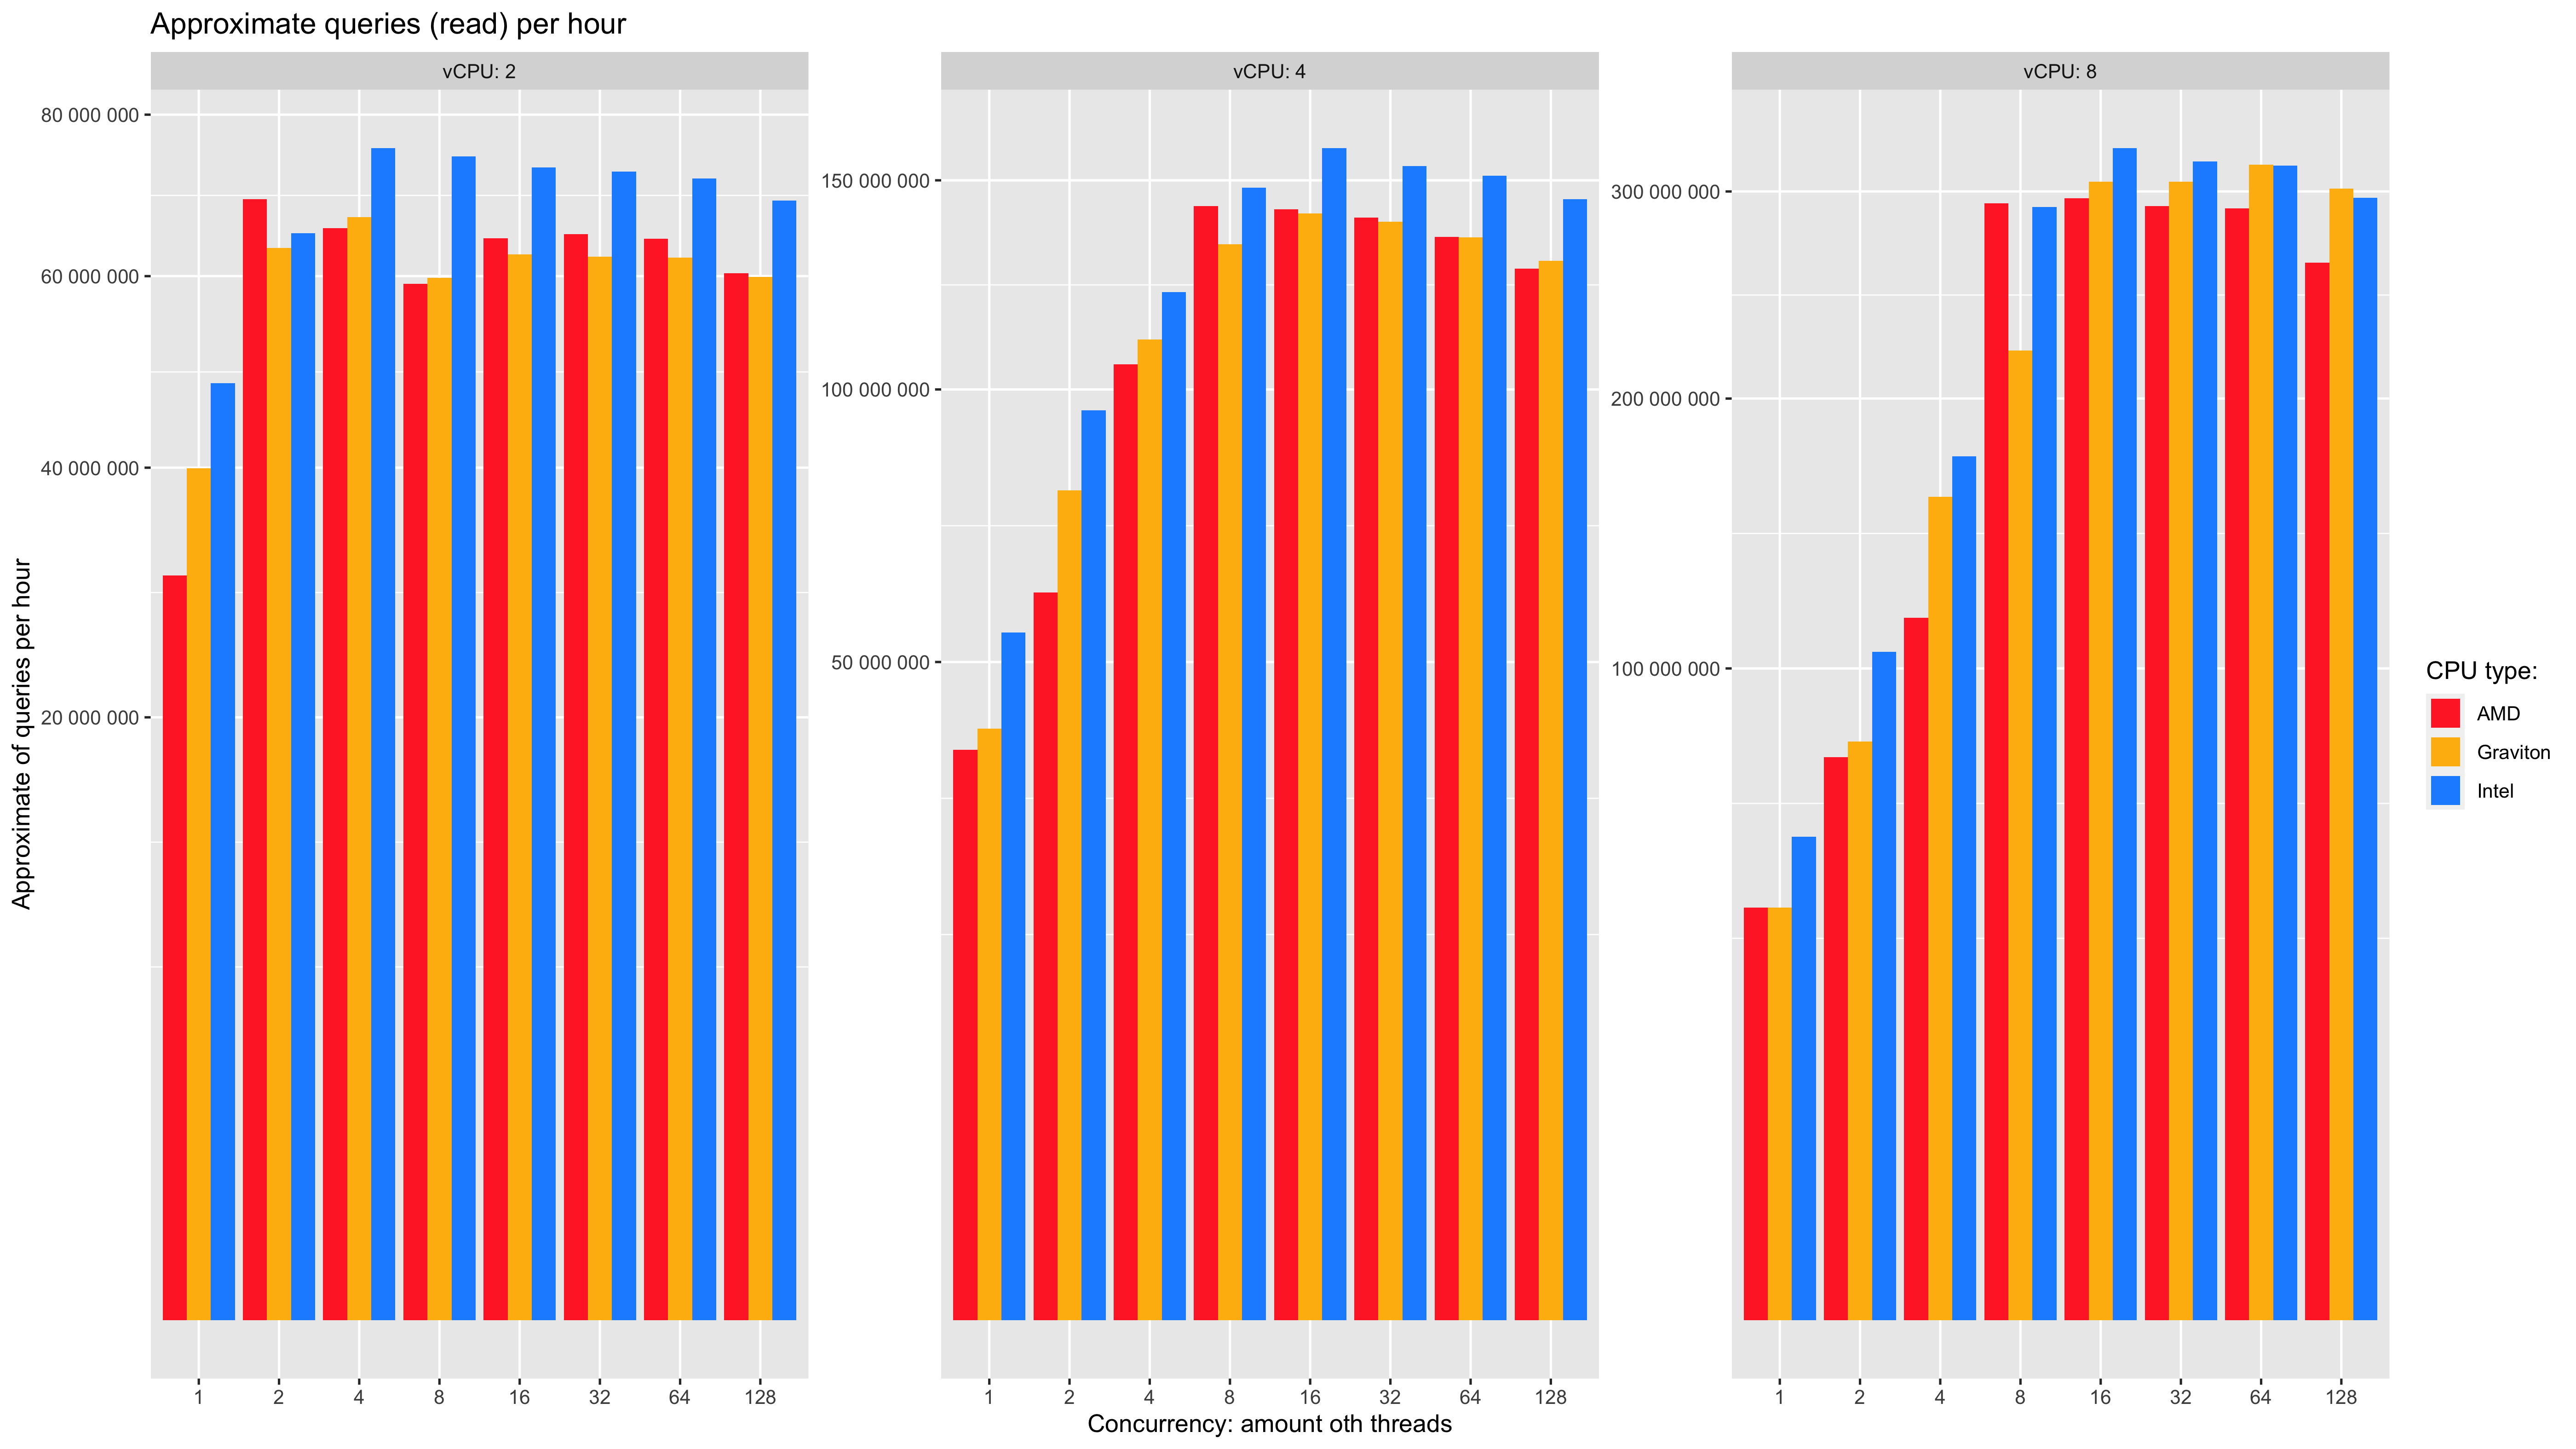 Approximate queries (read) per hour
vCPU: 2
vCPU: 4
vCPU: 8
Approximate of queries per hour
80 000 000
60 000 000
40 000 000
20 000 000
150 000 000
100 000 000
50 000 000
300 000 000
200 000 000
100 000 000
1 2 4 8 16 32 64 128
1 2 4 8 16 32 64 128
1 2 4 8 16 32 64 128
Concurrency: amount oth threads
CPU type:
AMD
Graviton
Intel